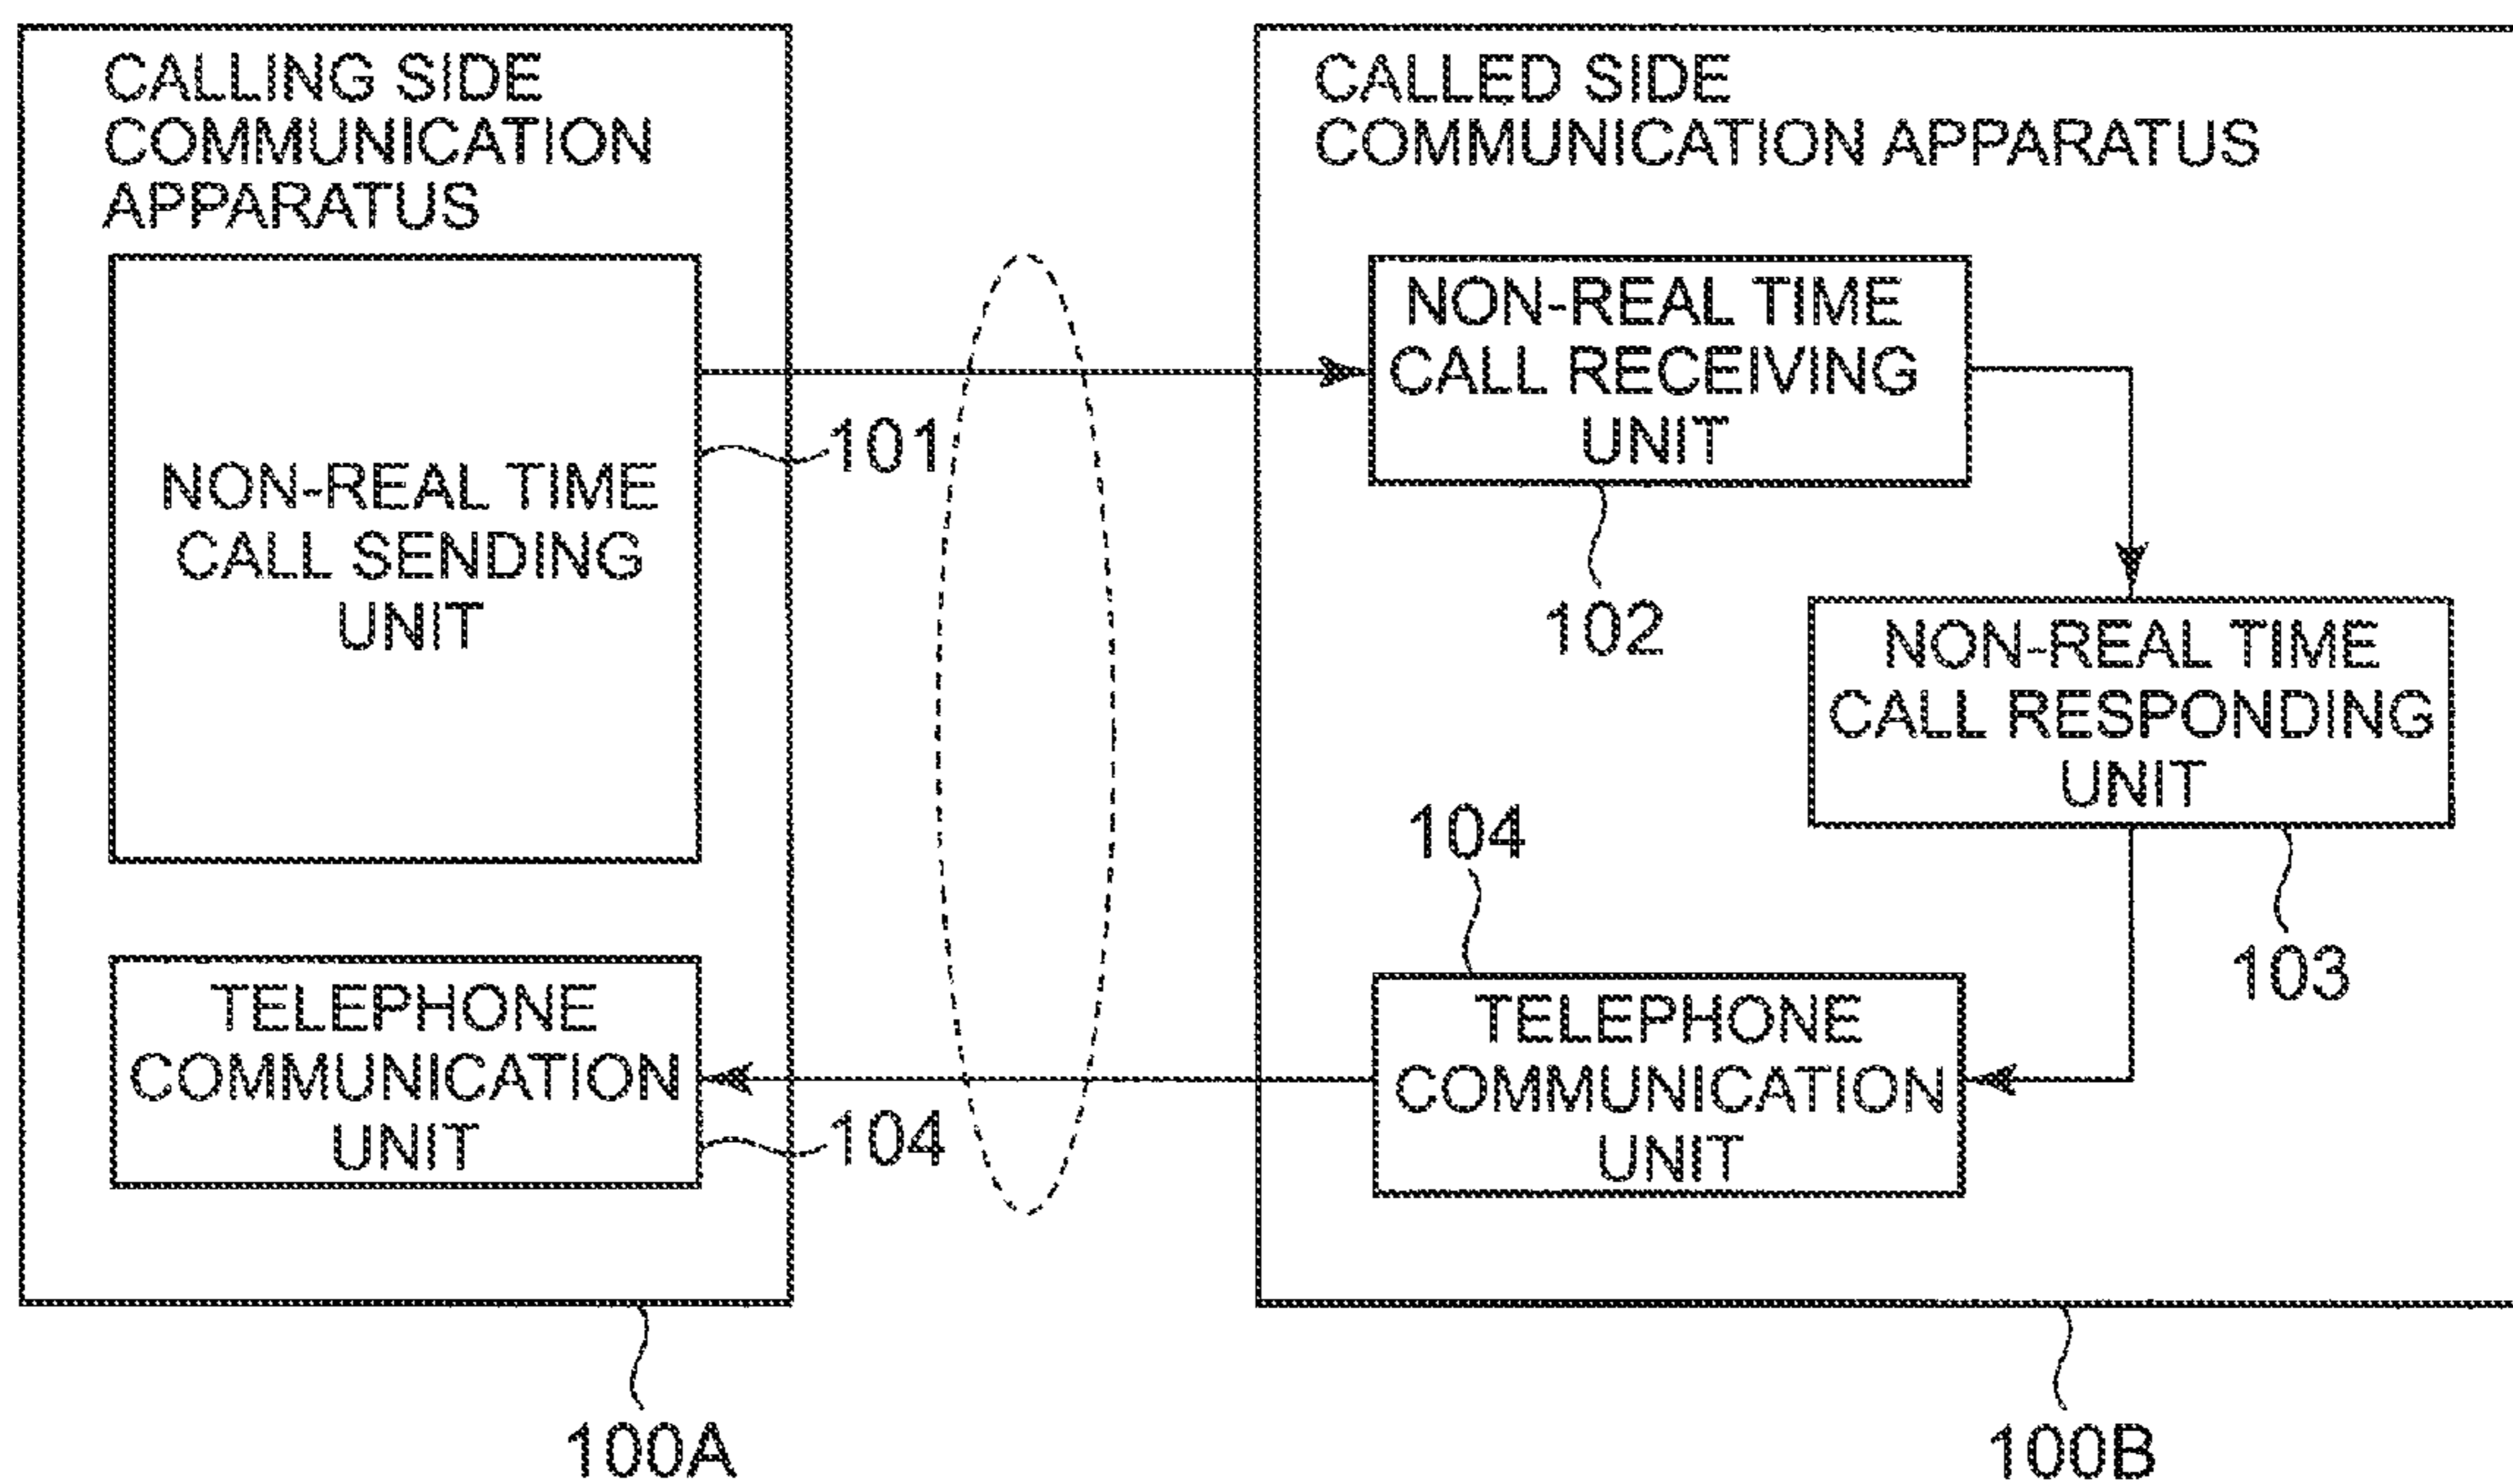 CALLING SIDE
COMMUNICATION
APPARATUS
NON-REAL TIME
CALL SENDING
UNIT
101
TELEPHONE
COMMUNICATION
UNIT
104
100A
CALLED SIDE
COMMUNICATION APPARATUS
NON-REAL TIME
CALL RECEIVING
UNIT
102
NON-REAL TIME
CALL RESPONDING
UNIT
103
104
TELEPHONE
COMMUNICATION
UNIT
100B